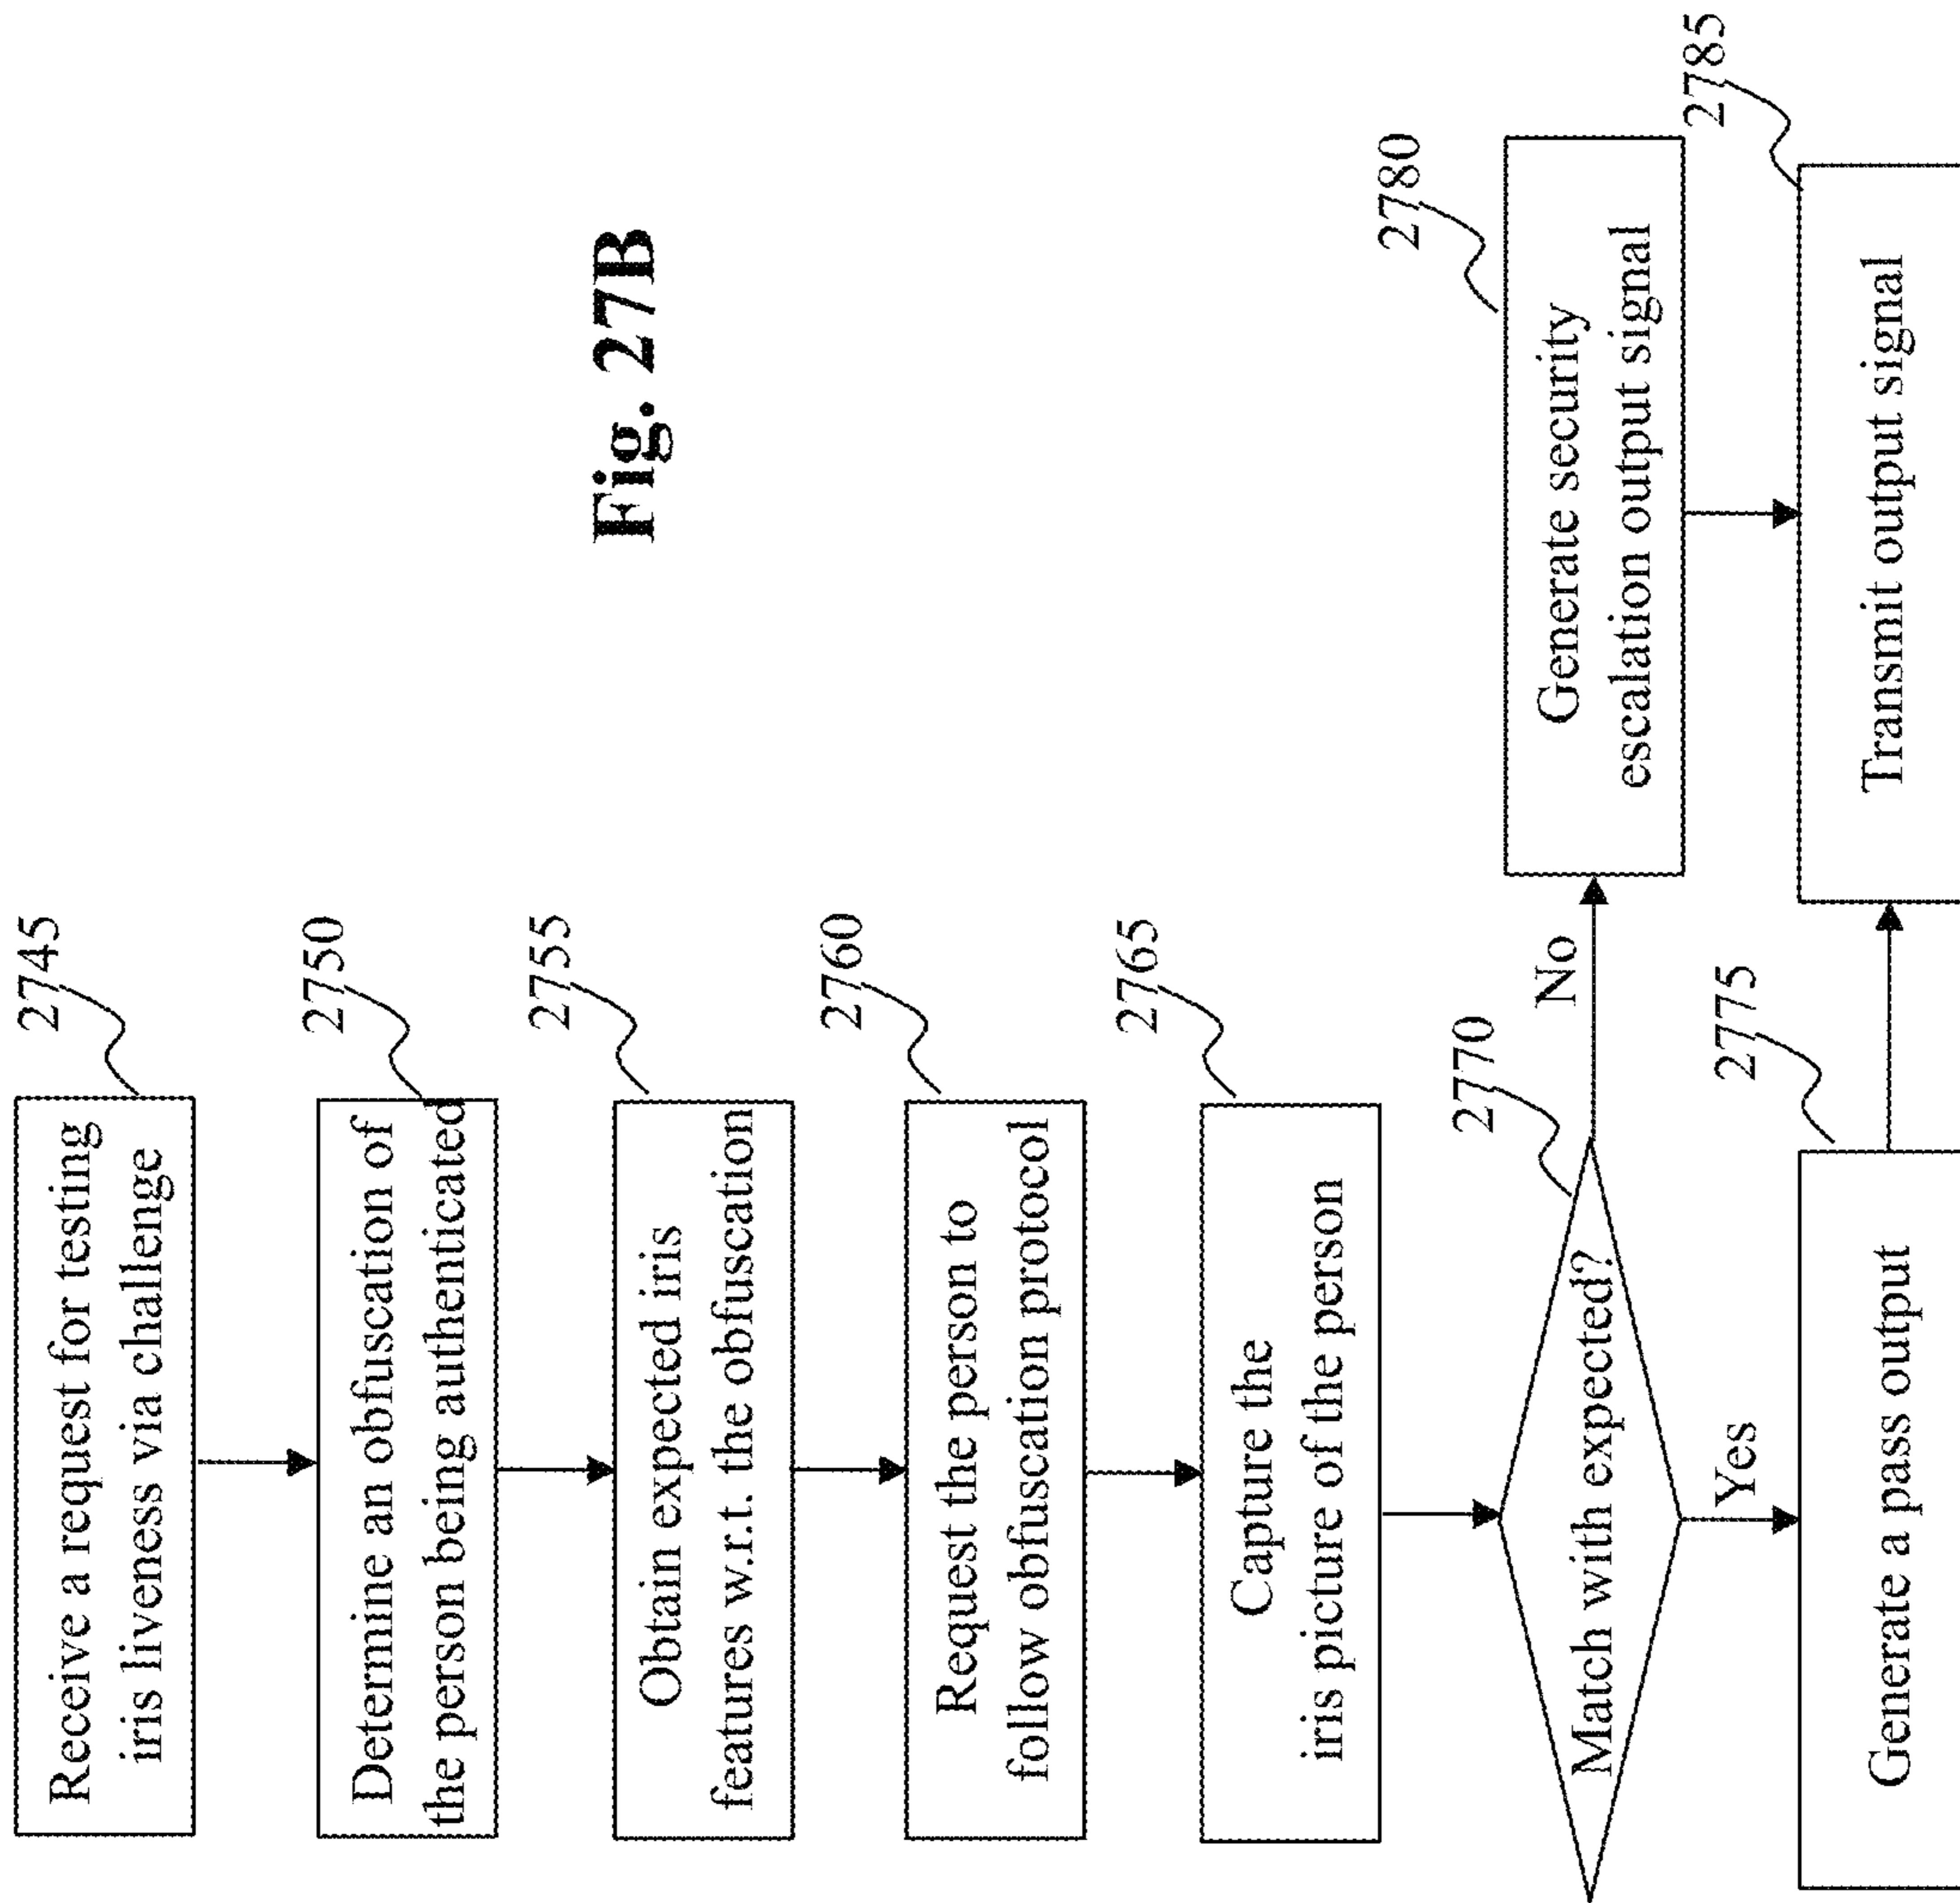 2745
Receive a request for testing
iris liveness via challenge
2750
Determine an obfuscation of
the person being authenticated
2755
Obtain expected iris
features w.r.t. the obfuscation
2760
Request the person to
follow obfuscation protocol
2765
Capture the
iris picture of the person
2770
Match with expected?
No
Yes
2780
Generate security
escalation output signal
2775
Generate a pass output
2785
Transmit output signal
Fig. 27B